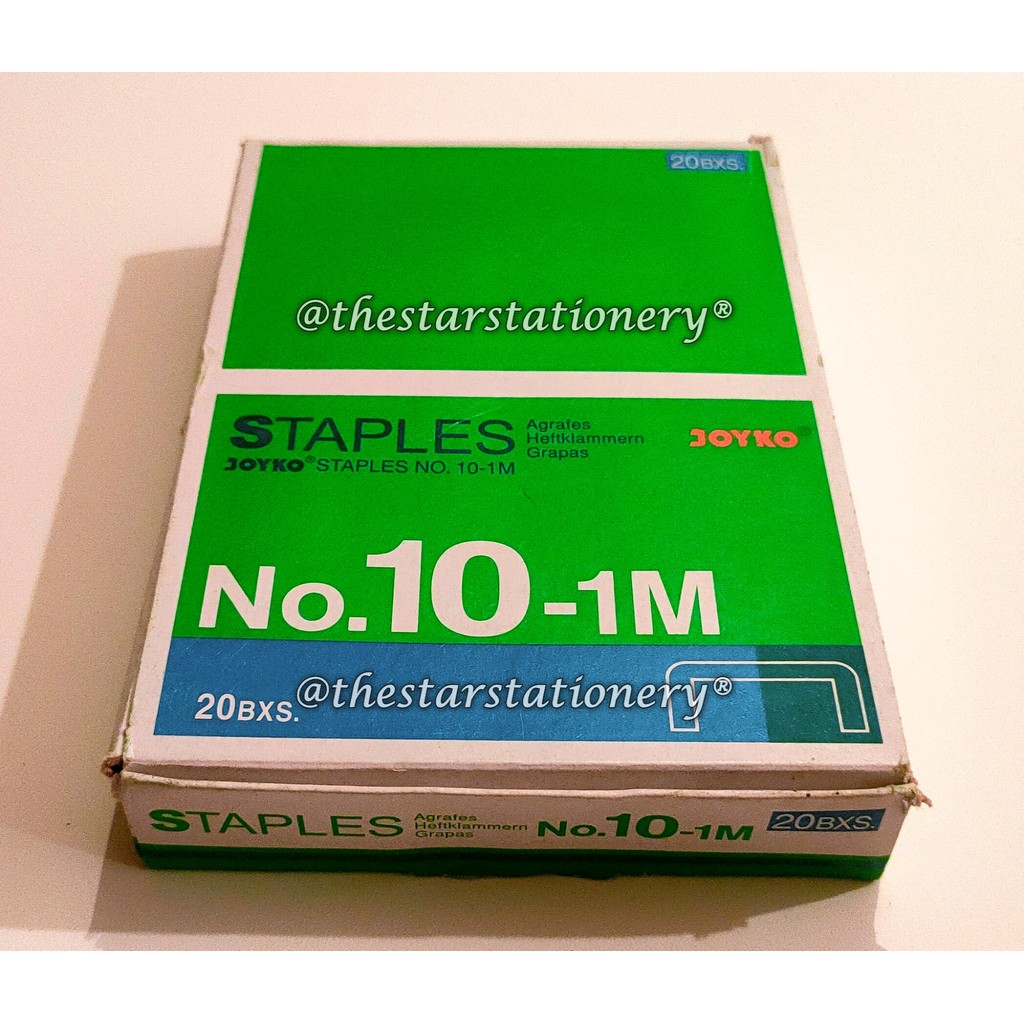 20BXS.
@thestarstationery®
STAPLES Agrafes
Heftklammern
Grapas
JOYKO®
JOYKO® STAPLES NO. 10-1M
No.10-1M
20BXS.
@thestarstationery®
STAPLES Agrafes
Heftklammern
Grapas
No.10-1M 20BXS.